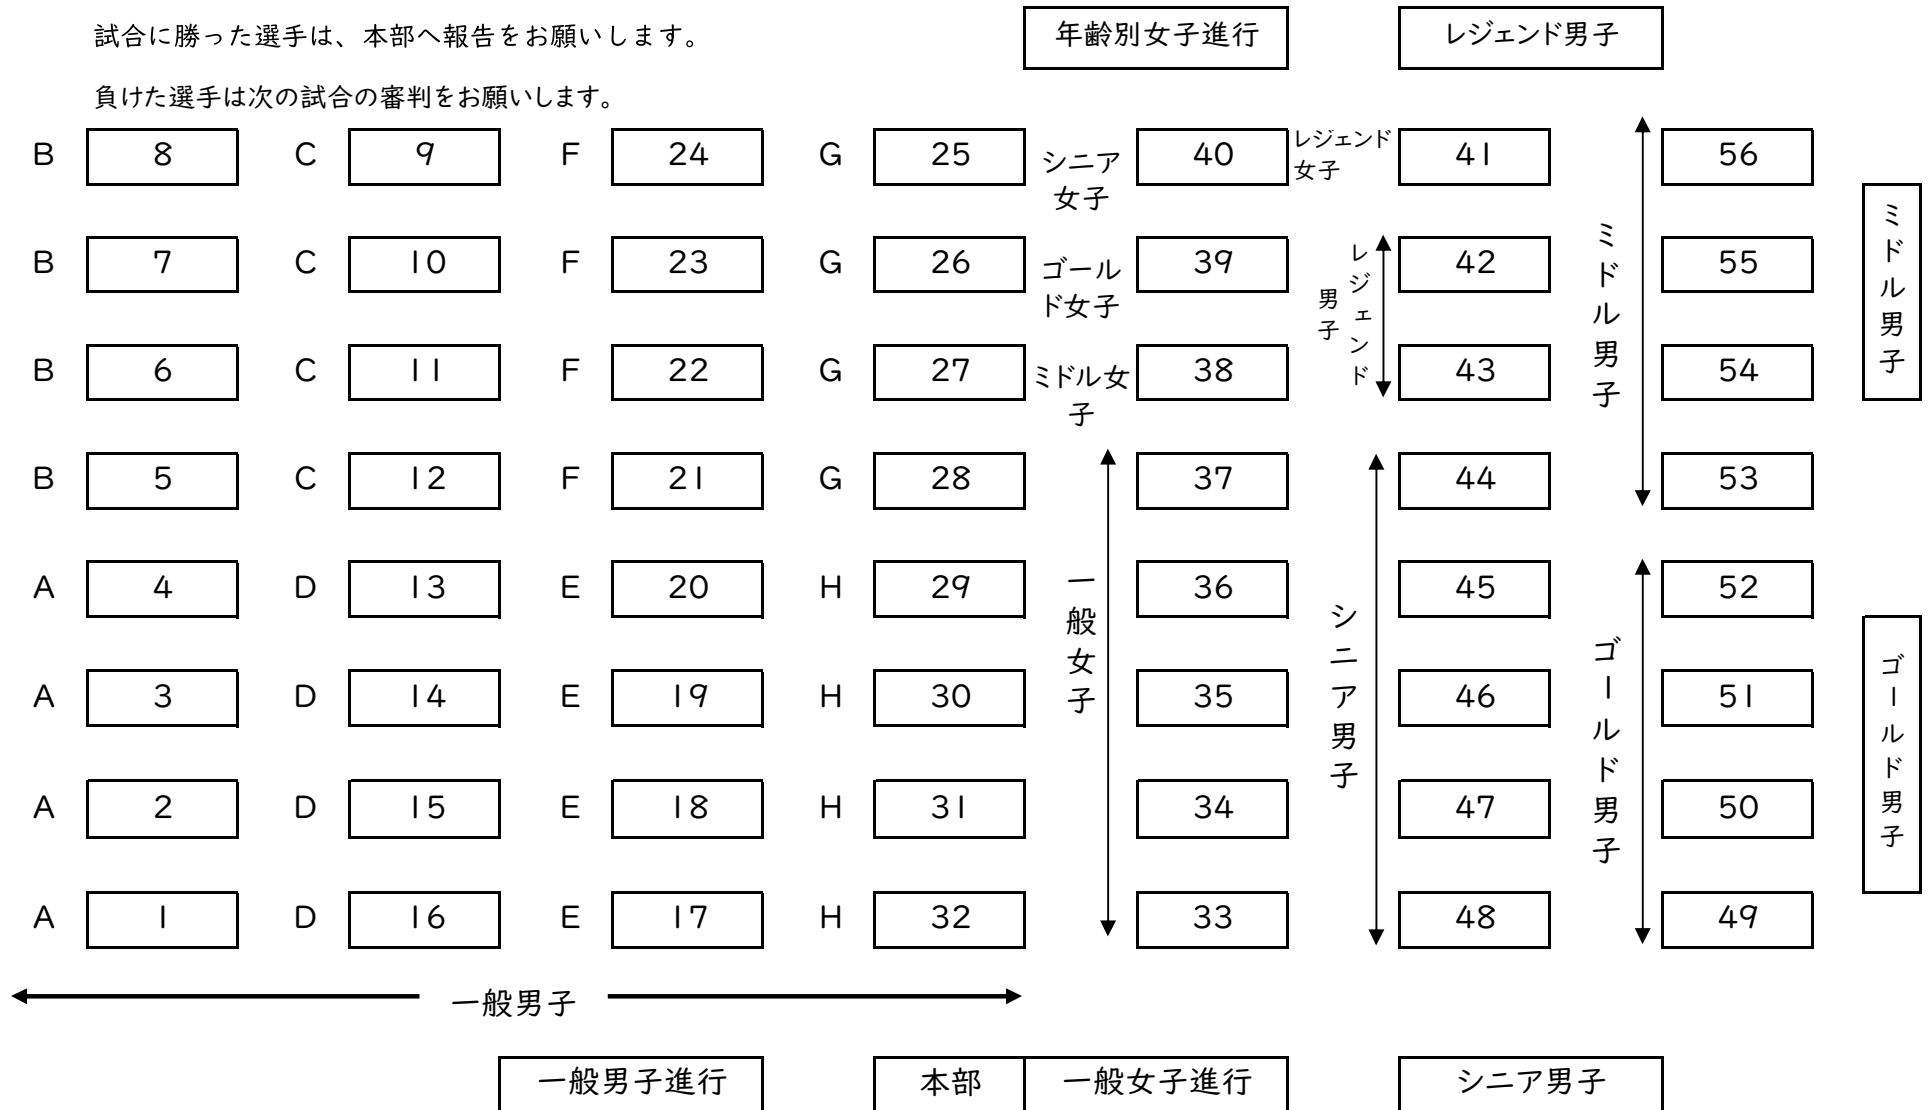 試合に勝った選手は、本部へ報告をお願いします。
年齢別女子進行 レジェンド男子
負けた選手は次の試合の審判をお願いします。
B 8 C 9 F 24 G 25 シニア女子 40 レジェンド女子 41 56
B 7 C 10 F 23 G 26 ゴールド女子 39 レジェンド男子 42 ミドル男子 55 ミドル男子
B 6 C 11 F 22 G 27 ミドル女子 38 43 54
B 5 C 12 F 21 G 28 37 44 53
A 4 D 13 E 20 H 29 一般女子 36 シニア男子 45 ゴールド男子 52 ゴールド男子
A 3 D 14 E 19 H 30 35 46 51
A 2 D 15 E 18 H 31 34 47 50
A 1 D 16 E 17 H 32 33 48 49
一般男子
一般男子進行 本部 一般女子進行 シニア男子